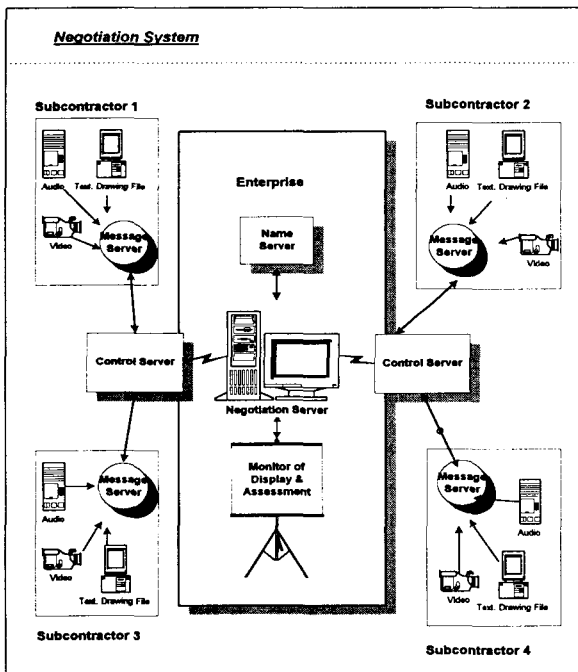 Negotiation System
Subcontractor 1
Audio
Text. Drawing File
Message
Server
Video
Subcontractor 2
Audio
Text. Drawing File
Message
Server
Video
Enterprise
Name
Server
Control Server
Negotiation Server
Control Server
Monitor of
Display &
Assessment
Message
Server
Audio
Video
Text. Drawing File
Subcontractor 3
Message
Server
Audio
Video
Text. Drawing File
Subcontractor 4